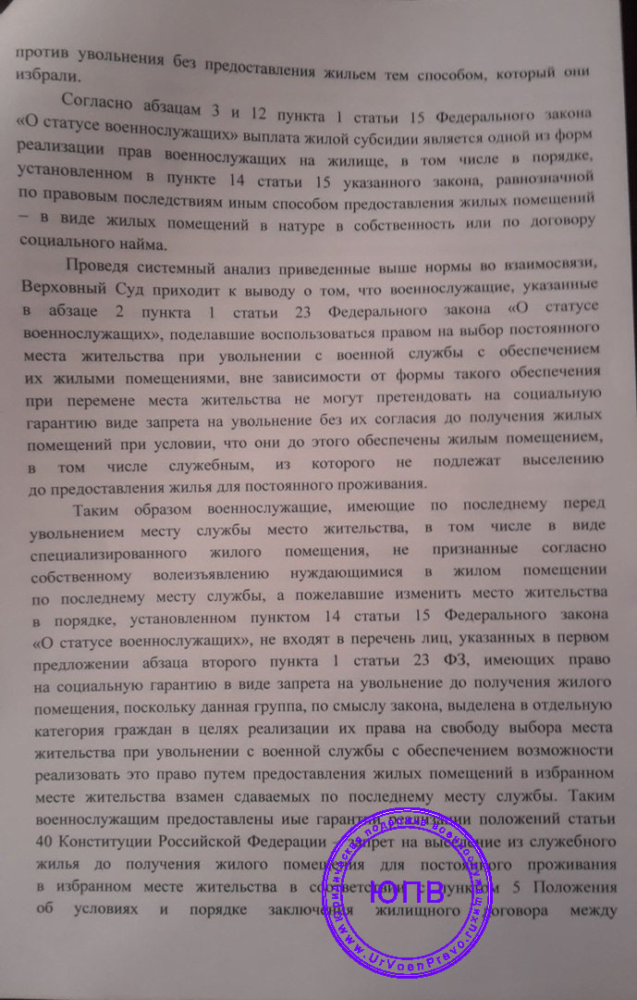 против увольнения без предоставления жильем тем способом, который они
избрали.
Согласно абзацам 3 и 12 пункта 1 статьи 15 Федерального закона
«О статусе военнослужащих» выплата жилой субсидии является одной из форм
реализации прав военнослужащих на жилище, в том числе в порядке,
установленном в пункте 14 статьи 15 указанного закона, равнозначной
по правовым последствиям иным способом предоставления жилых помещений
– в виде жилых помещений в натуре в собственность или по договору
социального найма.
Проведя системный анализ приведенные выше нормы во взаимосвязи,
Верховный Суд приходит к выводу о том, что военнослужащие, указанные
в абзаце 2 пункта 1 статьи 23 Федерального закона «О статусе
военнослужащих», поделавшие воспользоваться правом на выбор постоянного
места жительства при увольнении с военной службы с обеспечением
их жилыми помещениями, вне зависимости от формы такого обеспечения
при перемене места жительства не могут претендовать на социальную
гарантию виде запрета на увольнение без их согласия до получения жилых
помещений при условии, что они до этого обеспечены жилым помещением,
в том числе служебным, из которого не подлежат выселению
до предоставления жилья для постоянного проживания.
Таким образом военнослужащие, имеющие по последнему перед
увольнением месту службы место жительства, в том числе в виде
специализированного жилого помещения, не признанные согласно
собственному волеизъявлению нуждающимися в жилом помещении
по последнему месту службы, а пожелавшие изменить место жительства
в порядке, установленном пунктом 14 статьи 15 Федерального закона
«О статусе военнослужащих», не входят в перечень лиц, указанных в первом
предложении абзаца второго пункта 1 статьи 23 ФЗ, имеющих право
на социальную гарантию в виде запрета на увольнение до получения жилого
помещения, поскольку данная группа, по смыслу закона, выделена в отдельную
категория граждан в целях реализации их права на свободу выбора места
жительства при увольнении с военной службы с обеспечением возможности
реализовать это право путем предоставления жилых помещений в избранном
месте жительства взамен сдаваемых по последнему месту службы. Таким
военнослужащим предоставлены иые гарантии реализации положений статьи
40 Конституции Российской Федерации – запрет на выселение из служебного
жилья до получения жилого помещения для постоянкого проживания
в избранном месте жительства в соответствии с пунктом 5 Положения
об условиях и порядке заключения жилищного договора между
Юридическая подержка военнослужащих
ЮПВ
www.UrVoenPravo.ru